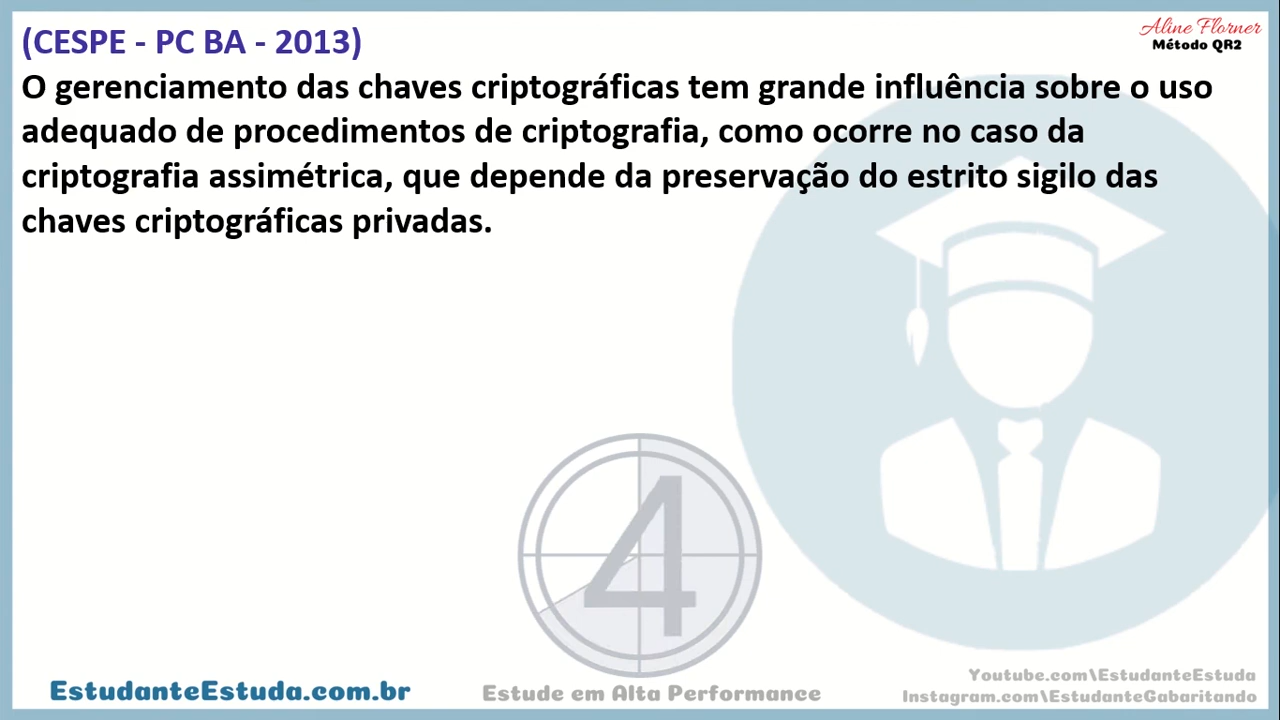 (CESPE - PC BA - 2013)
Aline Florner
Método QR2
O gerenciamento das chaves criptográficas tem grande influência sobre o uso
adequado de procedimentos de criptografia, como ocorre no caso da
criptografia assimétrica, que depende da preservação do estrito sigilo das
chaves criptográficas privadas.
4
EstudanteEstuda.com.br
Estude em Alta Performance
Youtube.com\EstudanteEstuda
Instagram.com\EstudanteGabaritando